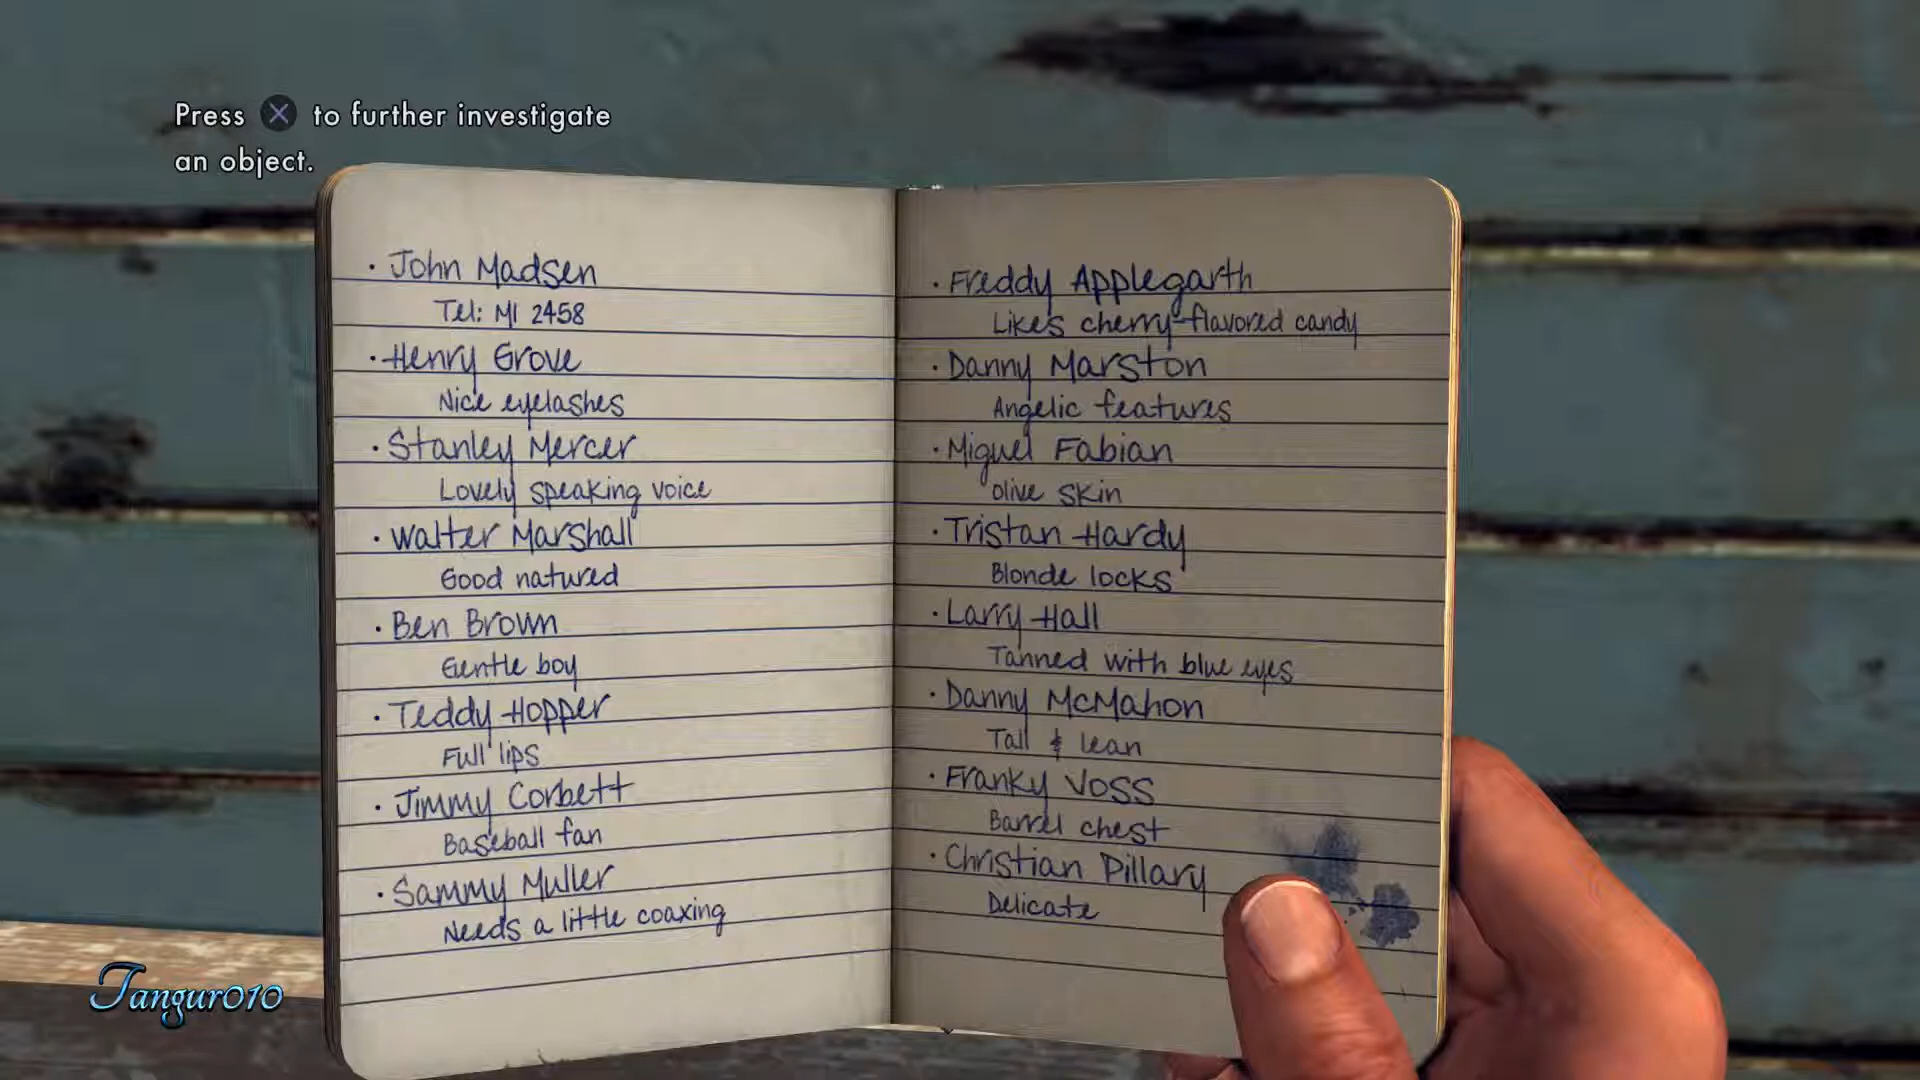 Press X to further investigate
an object.
· John Madsen
Tel: MI 2458
· Henry Grove
Nice eyelashes
· Stanley Mercer
Lovely speaking voice
· Walter Marshall
Good natured
· Ben Brown
Gentle boy
· Teddy Hopper
Full lips
· Jimmy Corbett
Baseball fan
· Sammy Muller
Needs a little coaxing
· Freddy Applegarth
Likes cherry-flavored candy
· Danny Marston
Angelic features
· Miguel Fabian
Olive skin
· Tristan Hardy
Blonde locks
· Larry Hall
Tanned with blue eyes
· Danny McMahon
Tall & lean
· Franky Voss
Barrel chest
· Christian Dillary
Delicate
Tangur010